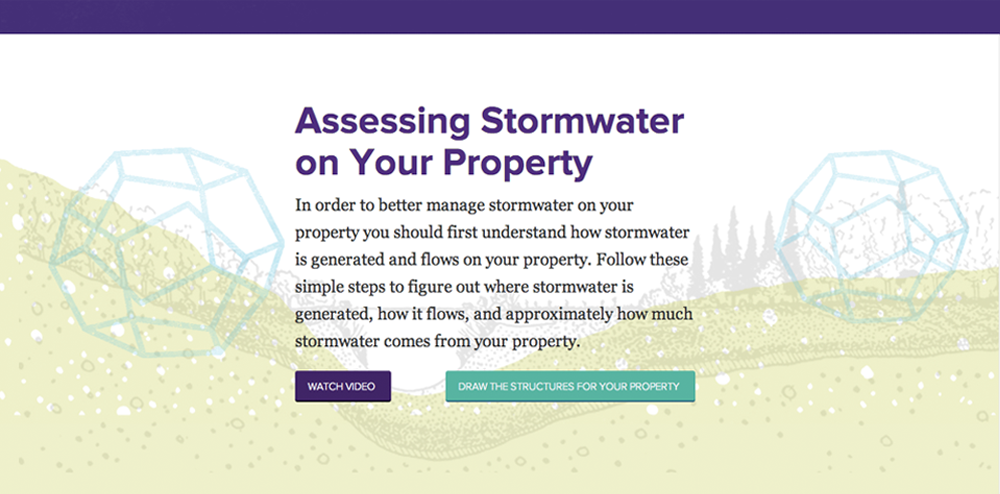 Assessing Stormwater
on Your Property
In order to better manage stormwater on your
property you should first understand how stormwater
is generated and flows on your property. Follow these
simple steps to figure out where stormwater is
generated, how it flows, and approximately how much
stormwater comes from your property.
WATCH VIDEO
DRAW THE STRUCTURES FOR YOUR PROPERTY